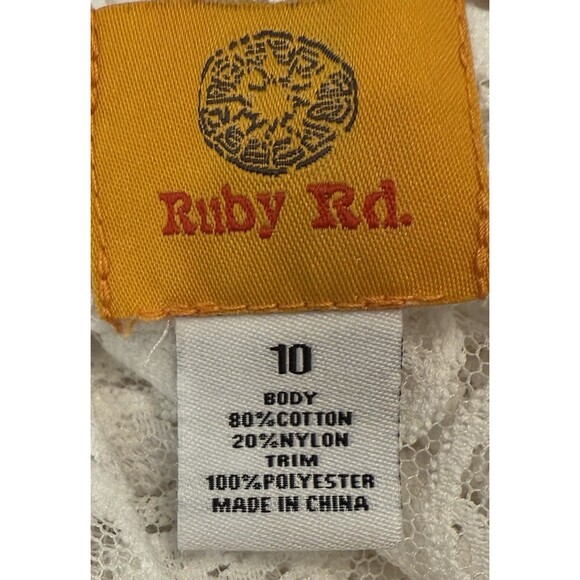 Ruby Rd.
10
BODY
80%COTTON
20%NYLON
TRIM
100%POLYESTER
MADE IN CHINA